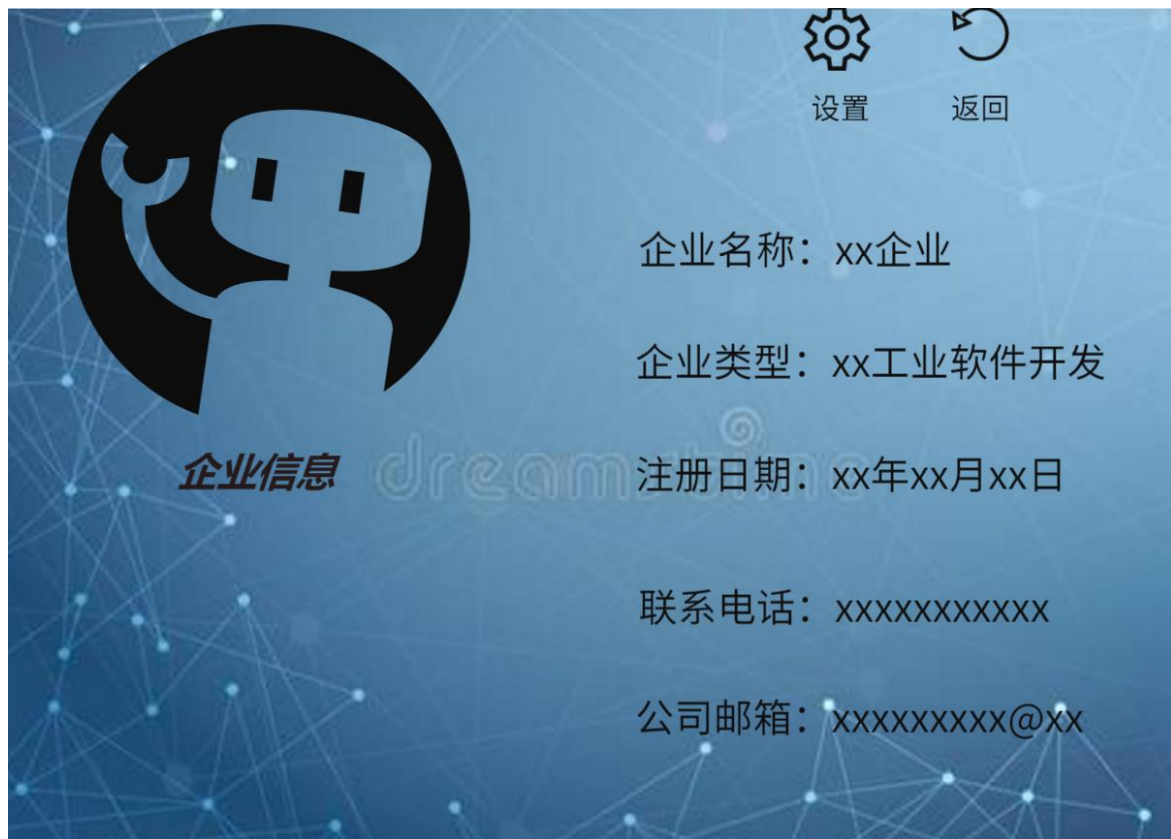 设置
返回
企业名称：xx企业
企业类型：xx工业软件开发
企业信息
dreamstime
注册日期：xx年xx月xx日
联系电话：xxxxxxxxxxx
公司邮箱：xxxxxxxxx@xx